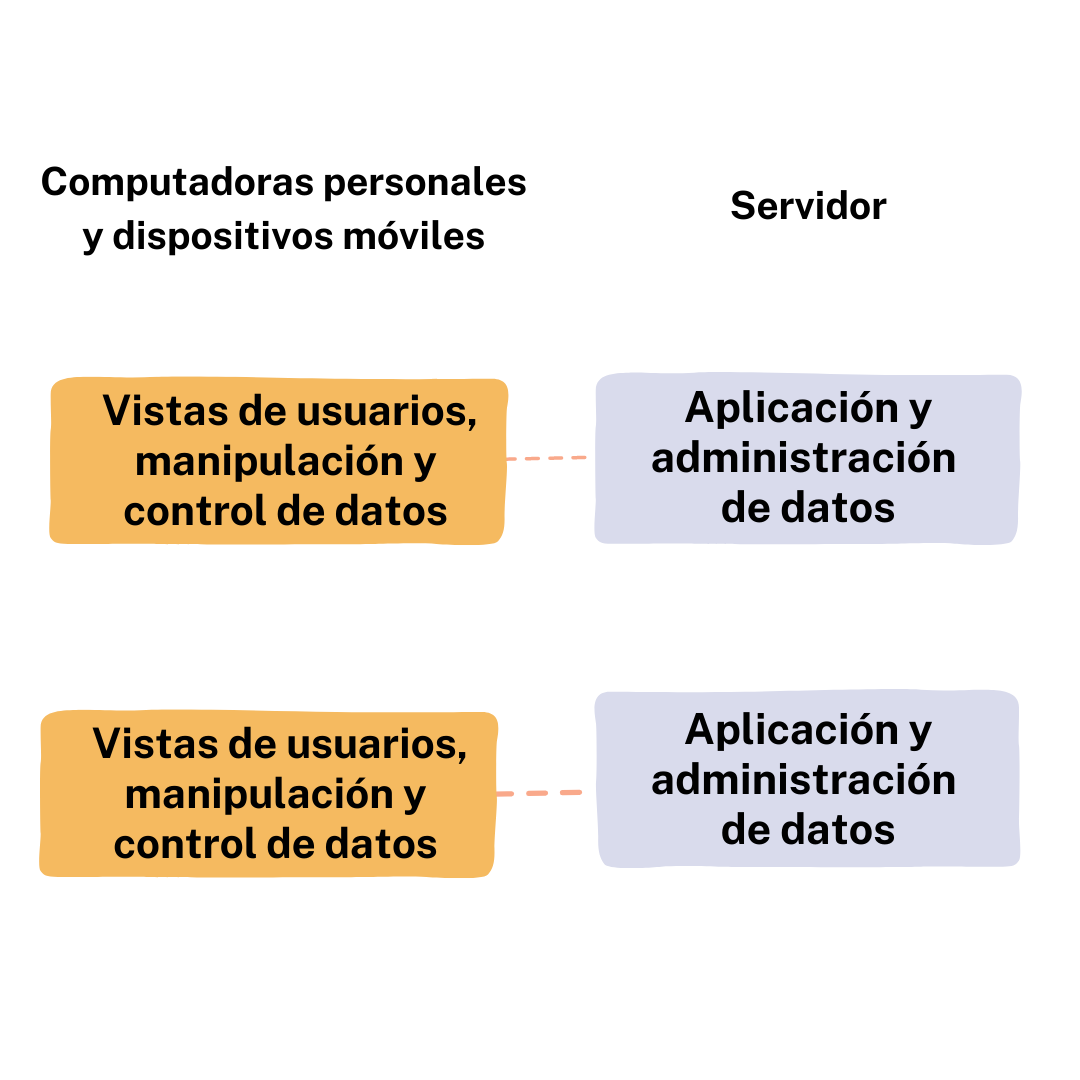 Computadoras personales
y dispositivos móviles
Servidor
Vistas de usuarios,
manipulación y
control de datos
Aplicación y
administración
de datos
Vistas de usuarios,
manipulación y
control de datos
Aplicación y
administración
de datos